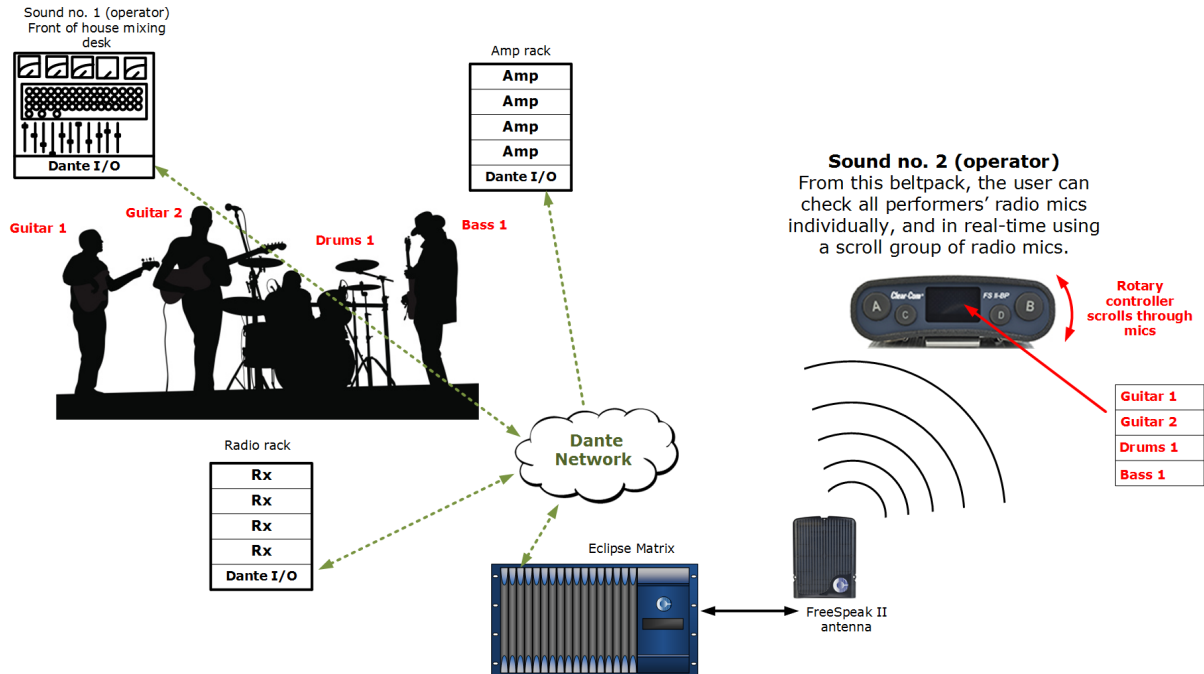 Sound no. 1 (operator)
Front of house mixing
desk
Dante I/O
Amp rack
Amp
Amp
Amp
Amp
Dante I/O
Guitar 1
Guitar 2
Drums 1
Bass 1
Sound no. 2 (operator)
From this beltpack, the user can
check all performers’ radio mics
individually, and in real-time using
a scroll group of radio mics.
A
C
Clear-Com
FS II-BP
D
B
Rotary
controller
scrolls through
mics
Guitar 1
Guitar 2
Drums 1
Bass 1
Dante
Network
Radio rack
Rx
Rx
Rx
Rx
Dante I/O
Eclipse Matrix
FreeSpeak II
antenna